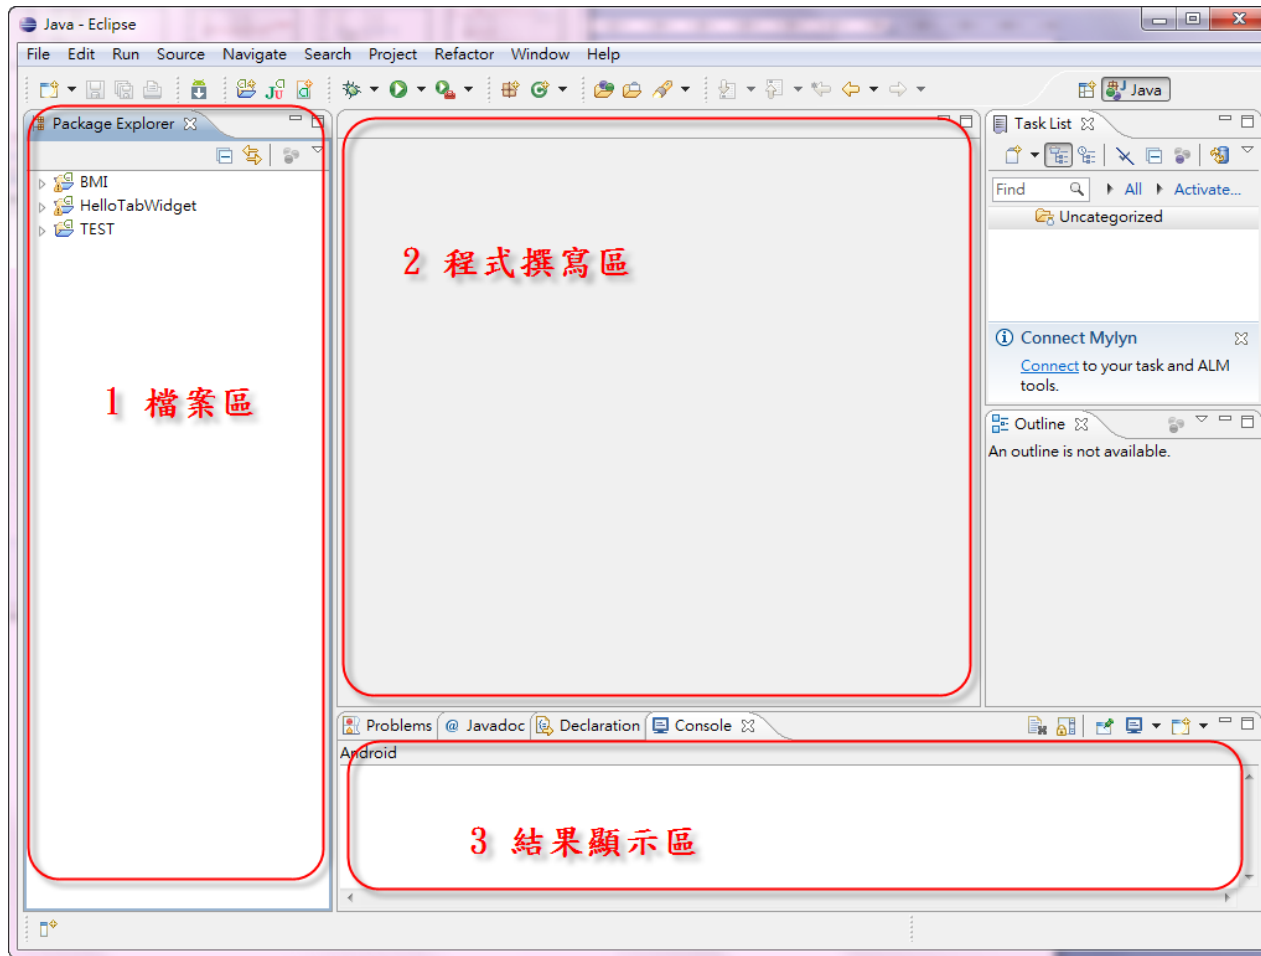 Java - Eclipse
File Edit Run Source Navigate Search Project Refactor Window Help
Java
Package Explorer
BMI
HelloTabWidget
TEST
1 檔案區
2 程式撰寫區
Task List
Find All Activate...
Uncategorized
Connect Mylyn
Connect to your task and ALM
tools.
Outline
An outline is not available.
Problems @ Javadoc Declaration Console
Android
3 結果顯示區